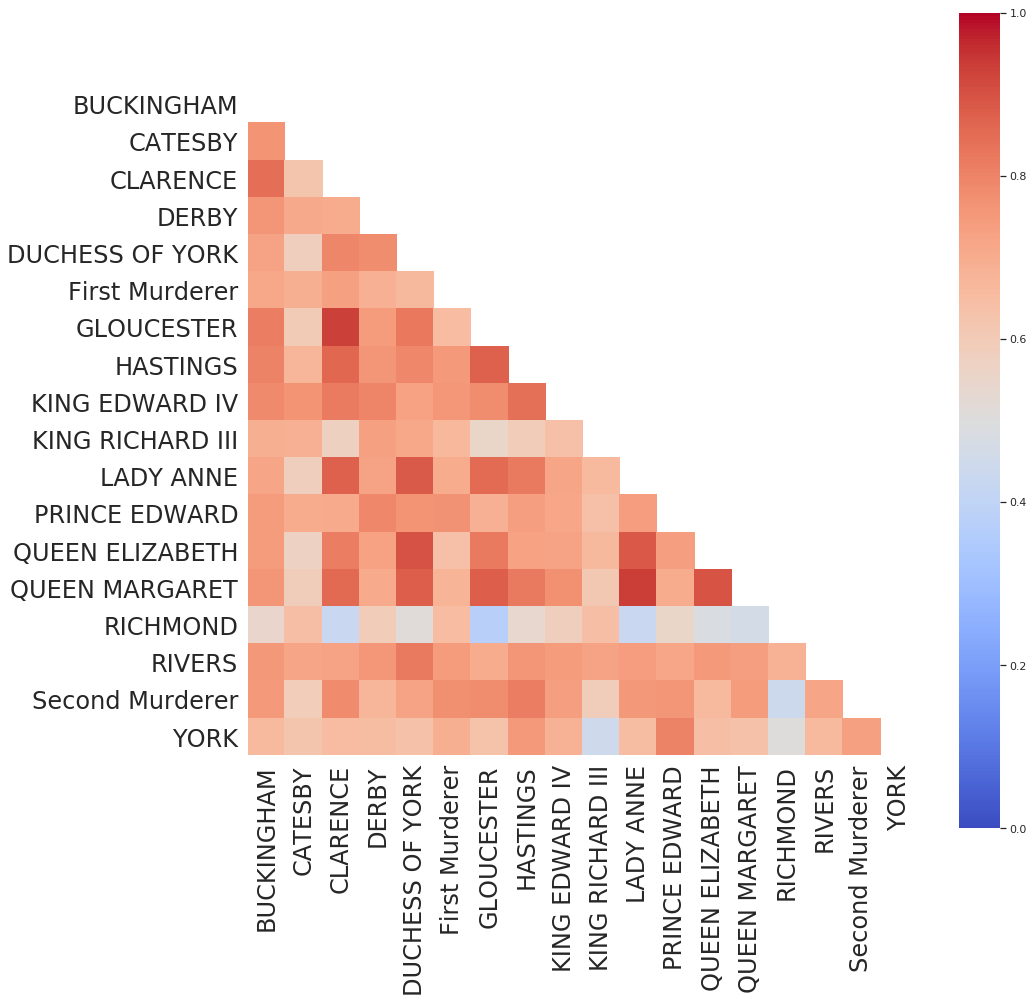 BUCKINGHAM
CATESBY
CLARENCE
DERBY
DUCHESS OF YORK
First Murderer
GLOUCESTER
HASTINGS
KING EDWARD IV
KING RICHARD III
LADY ANNE
PRINCE EDWARD
QUEEN ELIZABETH
QUEEN MARGARET
RICHMOND
RIVERS
Second Murderer
YORK
BUCKINGHAM
CATESBY
CLARENCE
DERBY
DUCHESS OF YORK
First Murderer
GLOUCESTER
HASTINGS
KING EDWARD IV
KING RICHARD III
LADY ANNE
PRINCE EDWARD
QUEEN ELIZABETH
QUEEN MARGARET
RICHMOND
RIVERS
Second Murderer
YORK
1.0
0.8
0.6
0.4
0.2
0.0